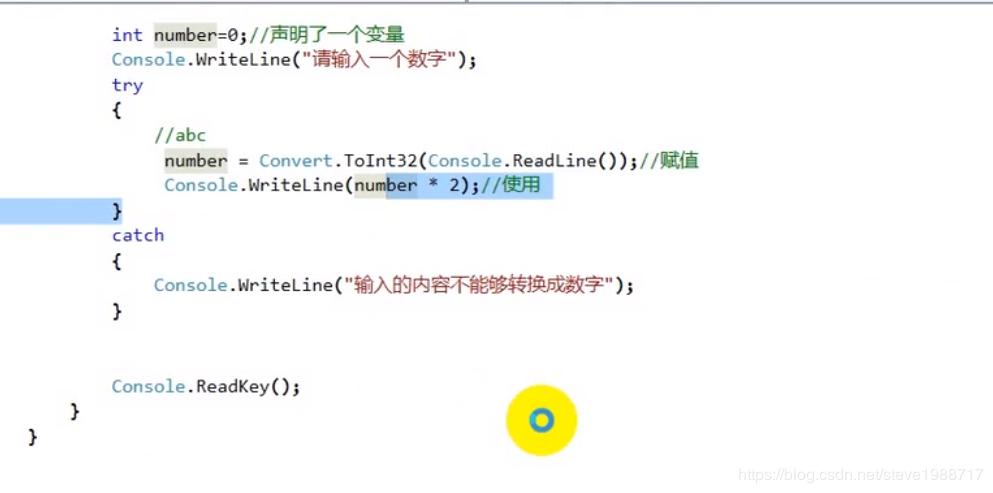 int number=0;//声明了一个变量
Console.WriteLine("请输入一个数字");
try
{
//abc
number = Convert.ToInt32(Console.ReadLine());//赋值
Console.WriteLine(number * 2);//使用
}
catch
{
Console.WriteLine("输入的内容不能够转换成数字");
}
Console.ReadKey();
}
}
https://blog.csdn.net/steve1988717